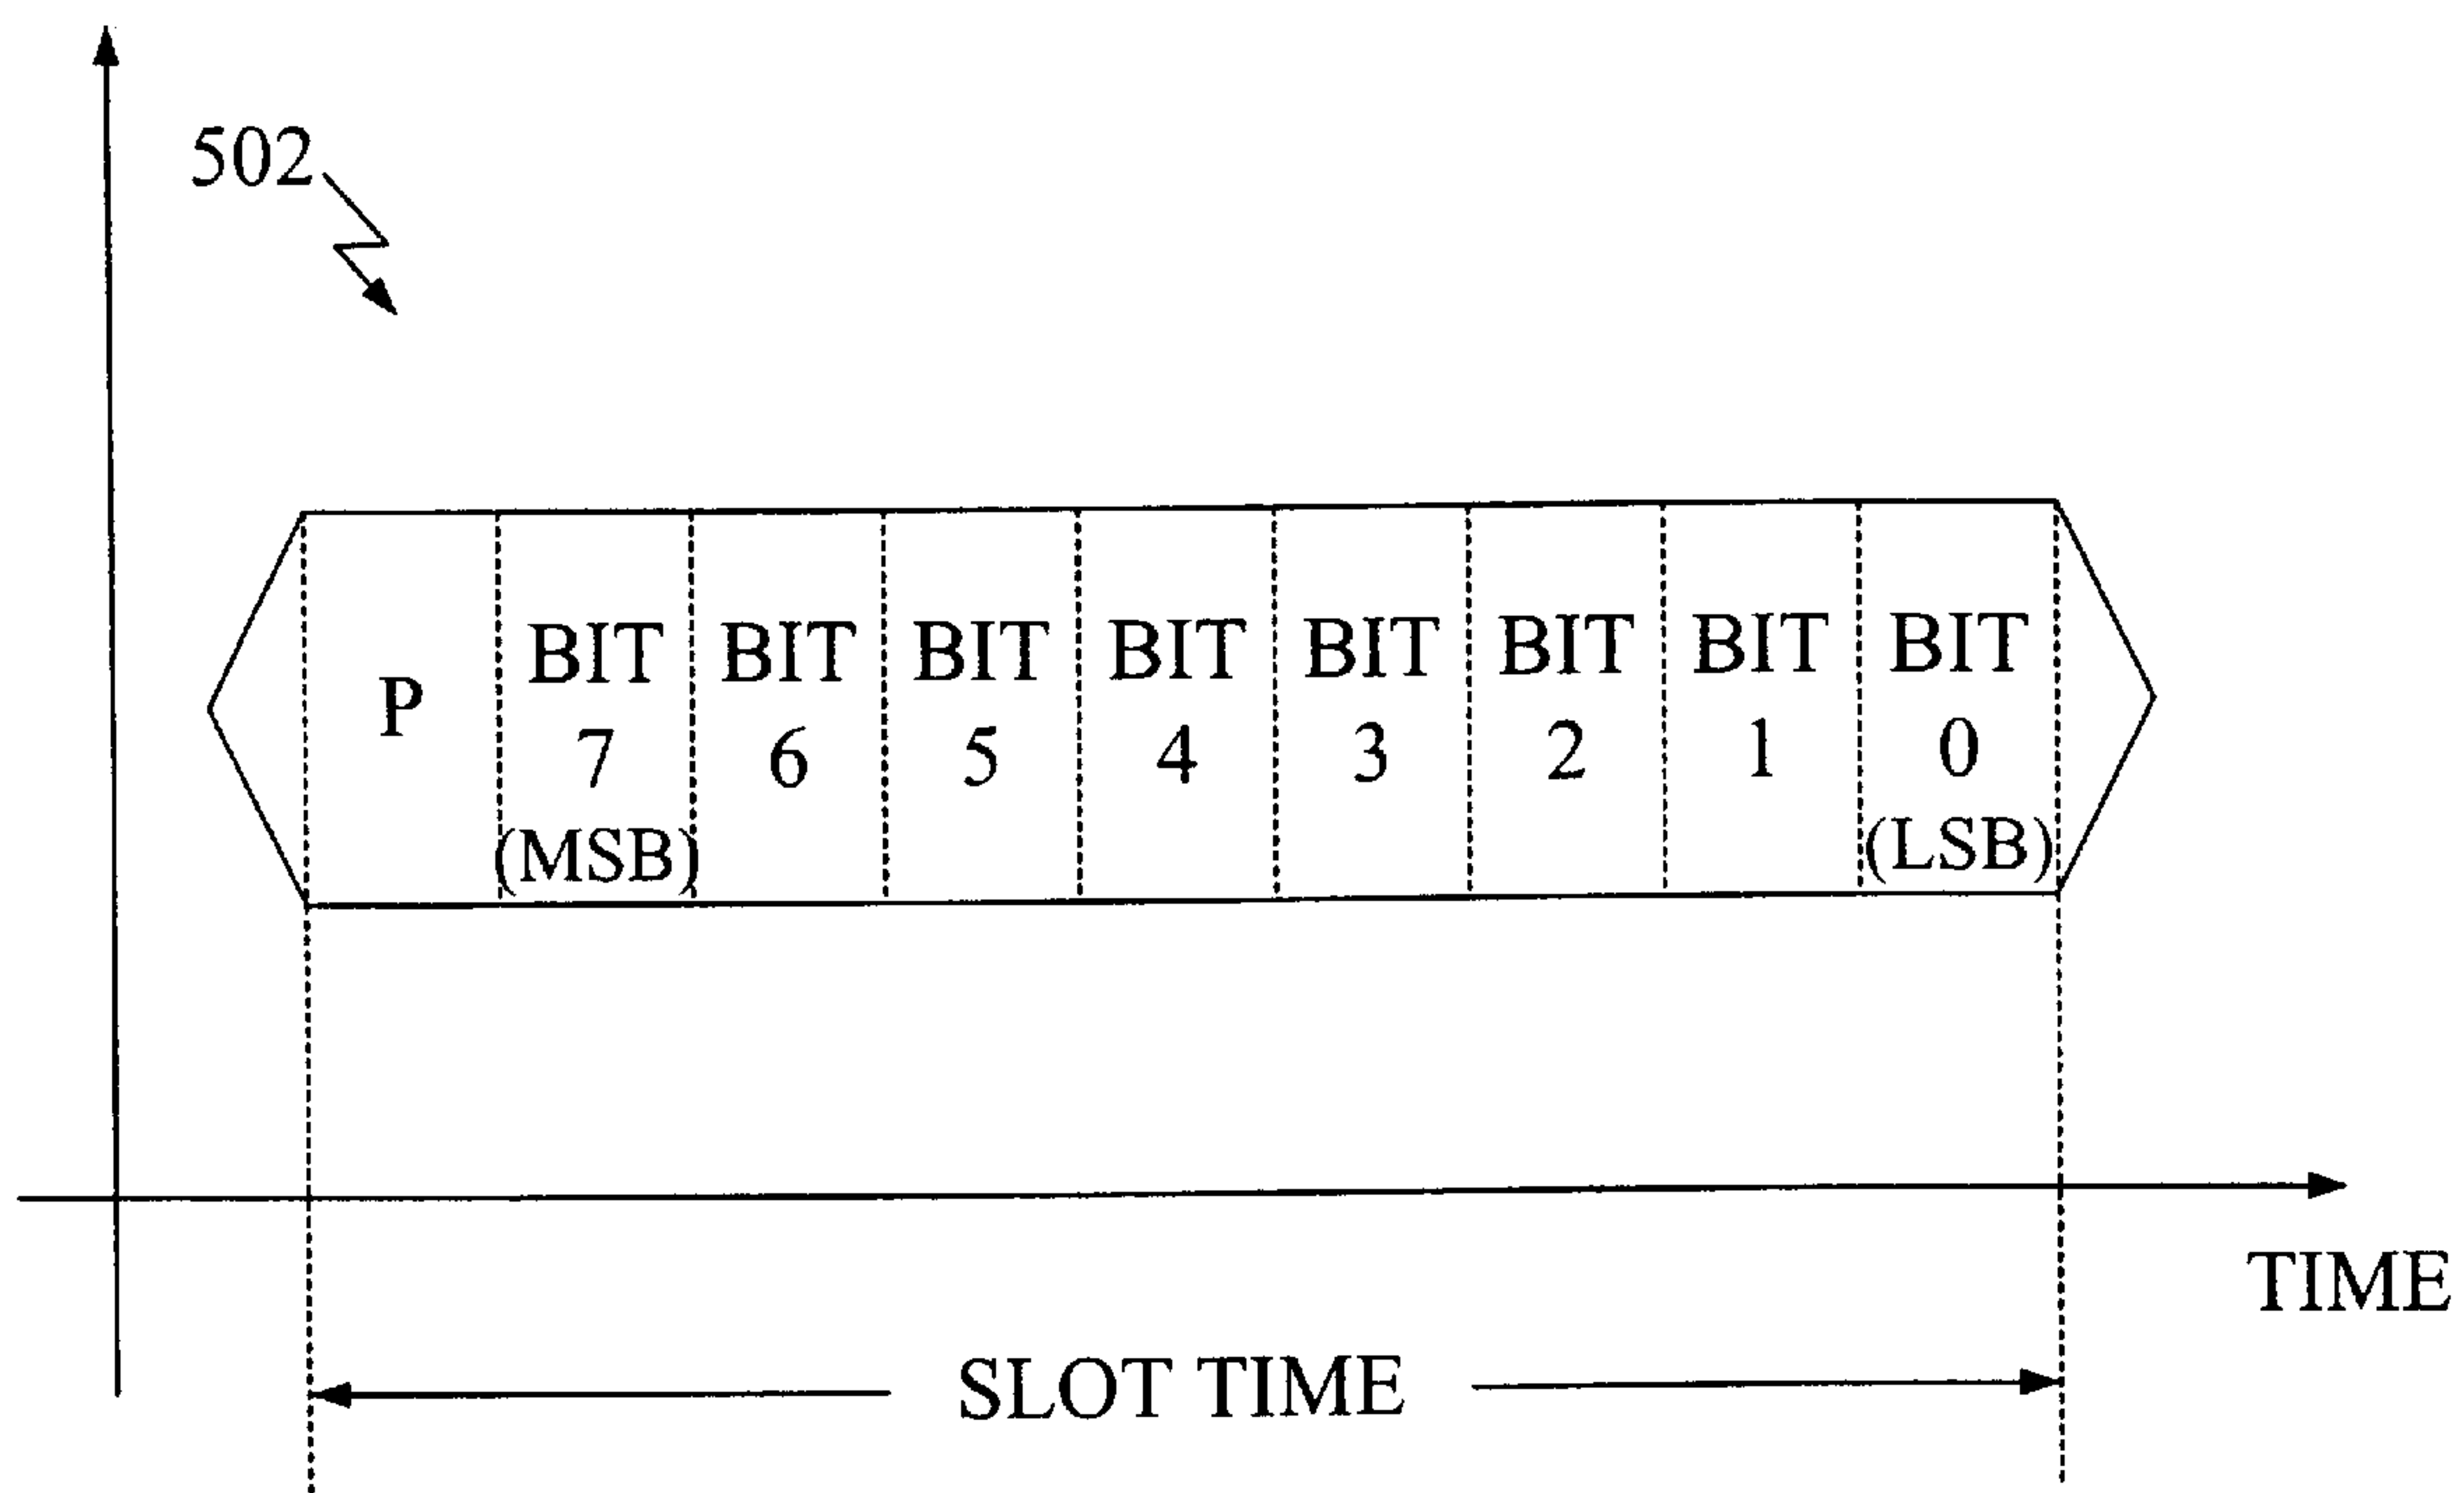 502
P BIT BIT BIT BIT BIT BIT BIT BIT
7 6 5 4 3 2 1 0
(MSB) (LSB)
TIME
SLOT TIME